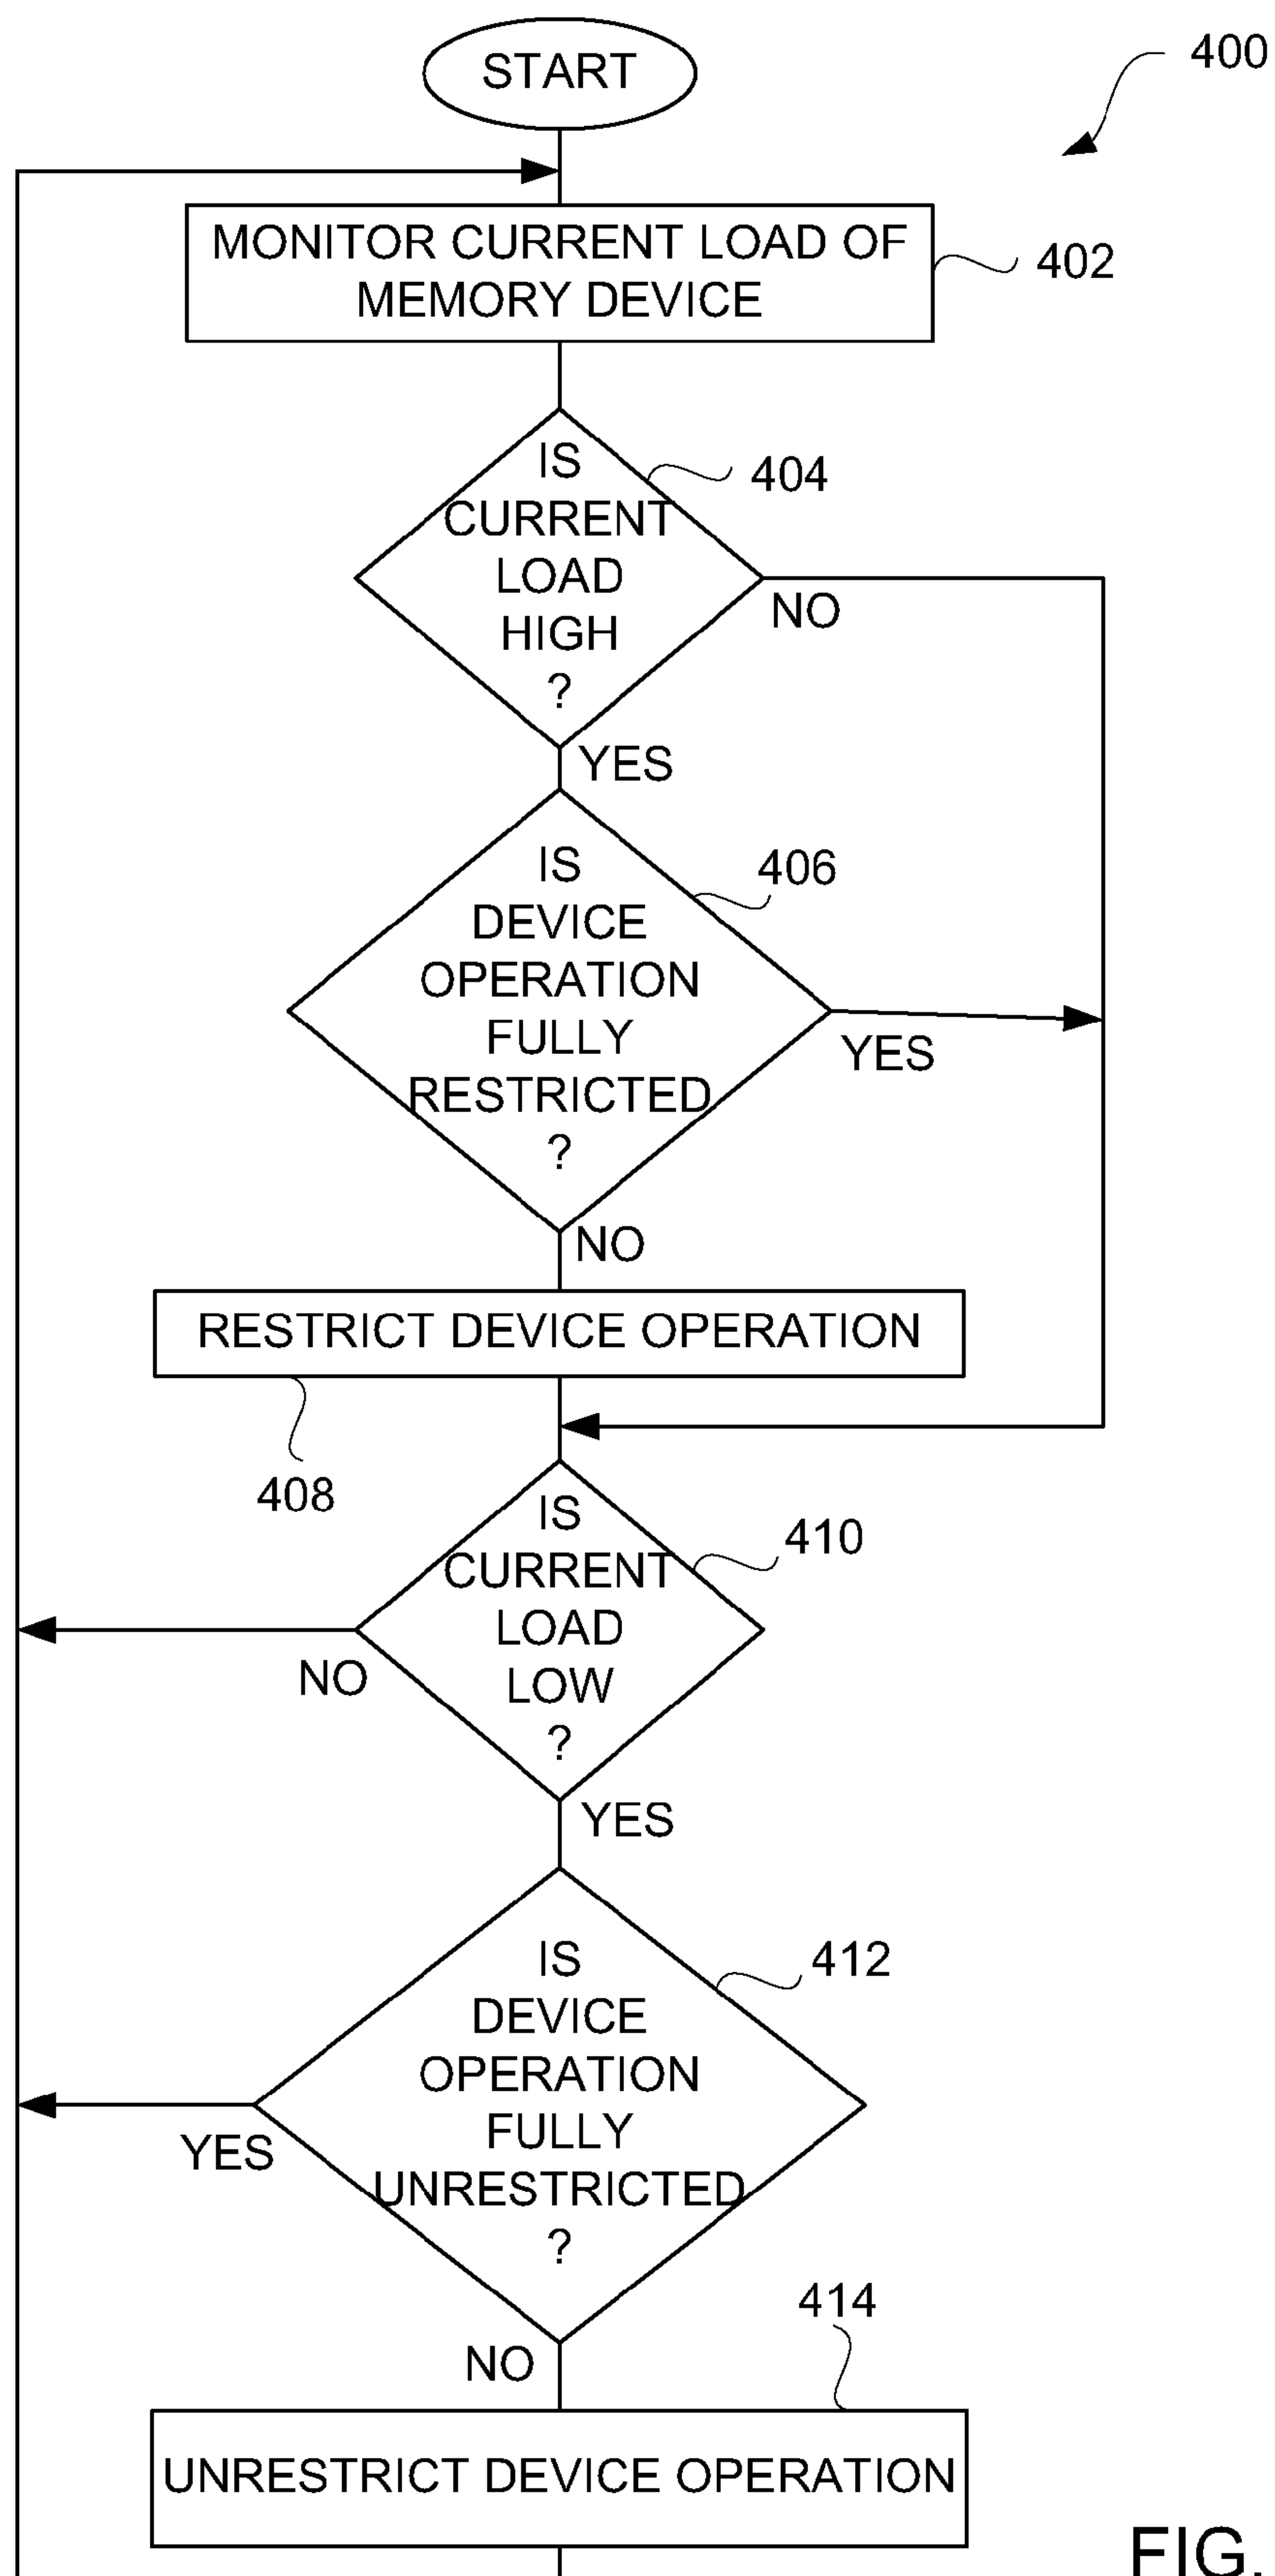 START
400
MONITOR CURRENT LOAD OF
MEMORY DEVICE
402
IS
CURRENT
LOAD
HIGH
?
404
NO
YES
IS
DEVICE
OPERATION
FULLY
RESTRICTED
?
406
YES
NO
RESTRICT DEVICE OPERATION
408
IS
CURRENT
LOAD
LOW
?
410
NO
YES
IS
DEVICE
OPERATION
FULLY
UNRESTRICTED
?
412
YES
NO
414
UNRESTRICT DEVICE OPERATION
FIG.